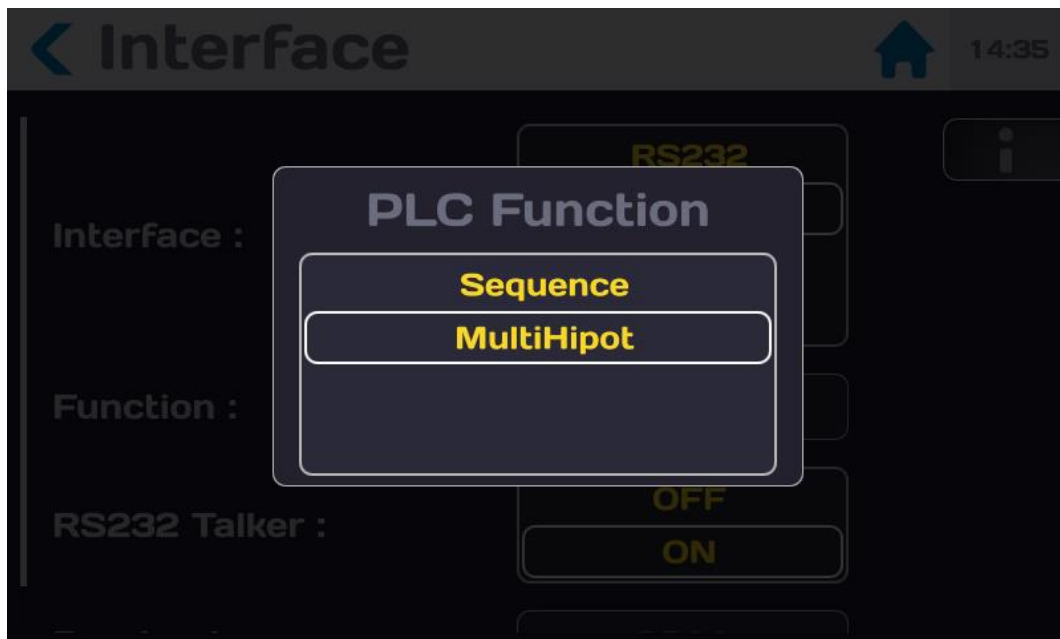 Interface
14:35
RS232
PLC Function
Interface :
Sequence
MultiHipot
Function :
OFF
RS232 Talker :
ON